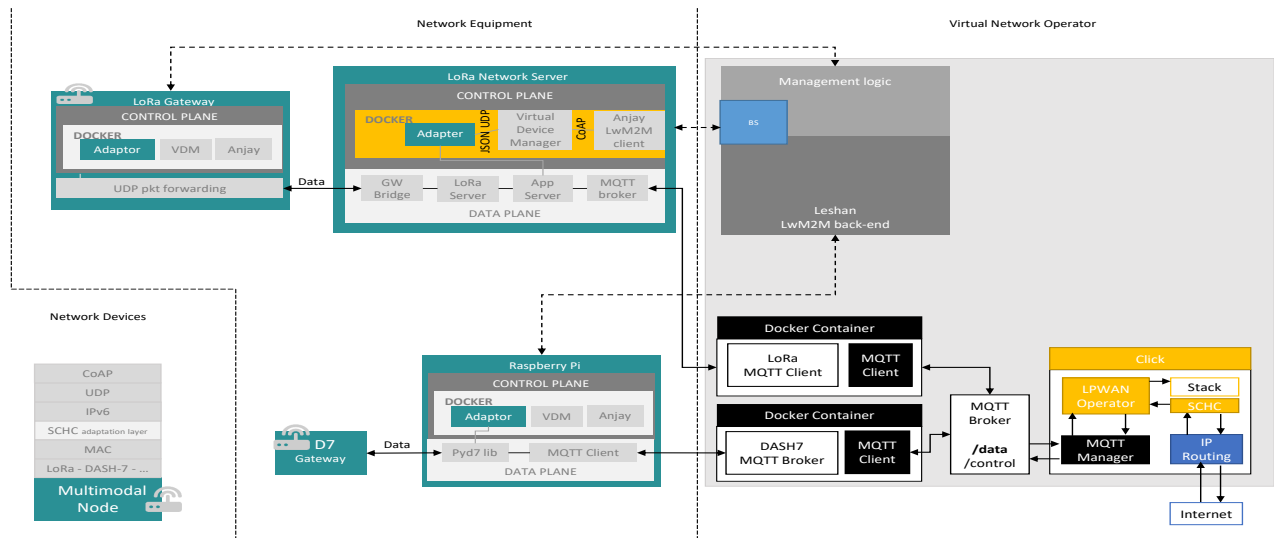 Network Equipment
Virtual Network Operator
LoRa Gateway
CONTROL PLANE
DOCKER
Adaptor
VDM
Anjay
UDP pkt forwarding
Data
LoRa Network Server
CONTROL PLANE
DOCKER
Adapter
JSON UDP
Virtual
Device
Manager
CoAP
Anjay
LwM2M
client
GW
Bridge
LoRa
Server
App
Server
MQTT
broker
DATA PLANE
Management logic
BS
Leshan
LwM2M back-end
Network Devices
CoAP
UDP
IPv6
SCHC adaptation layer
MAC
LoRa - DASH-7 - ...
Multimodal
Node
D7
Gateway
Data
Raspberry Pi
CONTROL PLANE
DOCKER
Adaptor
VDM
Anjay
Pyd7 lib
MQTT Client
DATA PLANE
Docker Container
LoRa
MQTT Client
MQTT
Client
Docker Container
DASH7
MQTT Broker
MQTT
Client
MQTT
Broker
/data
/control
Click
LPWAN
Operator
Stack
SCHC
MQTT
Manager
IP
Routing
Internet